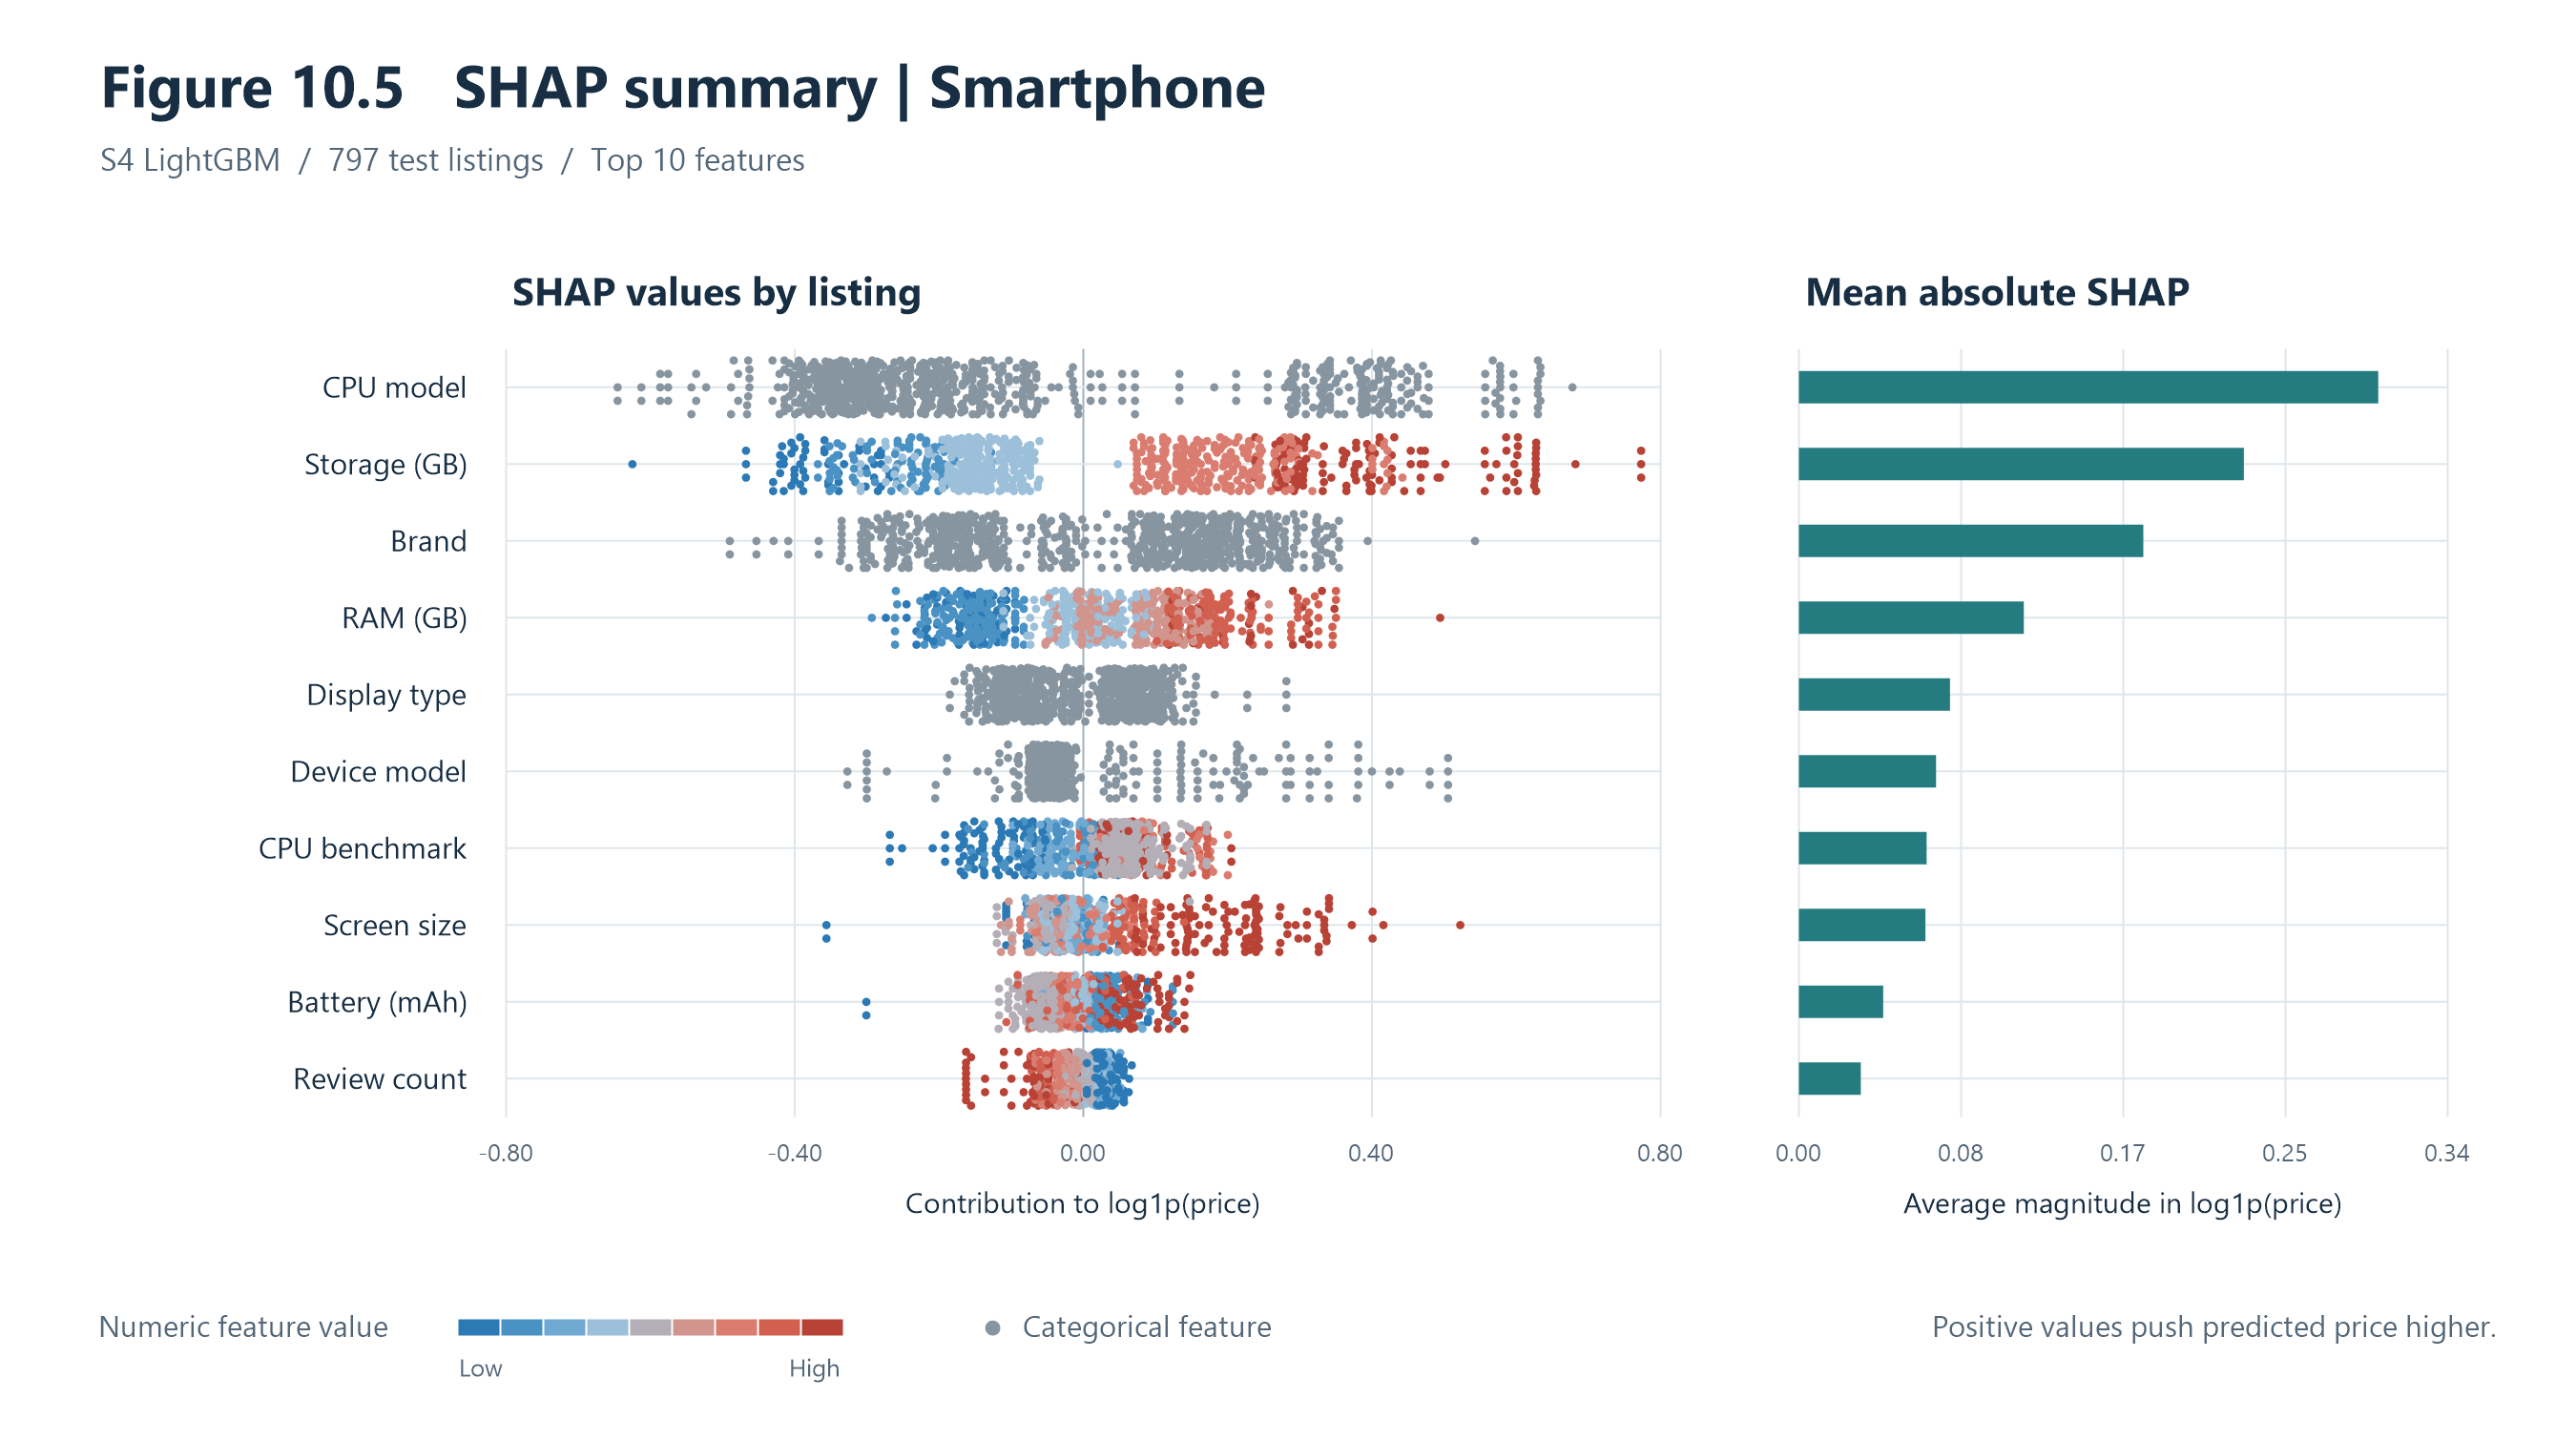 Figure 10.5 SHAP summary | Smartphone
S4 LightGBM / 797 test listings / Top 10 features
SHAP values by listing
Mean absolute SHAP
CPU model
Storage (GB)
Brand
RAM (GB)
Display type
Device model
CPU benchmark
Screen size
Battery (mAh)
Review count
-0.80 -0.40 0.00 0.40 0.80
0.00 0.08 0.17 0.25 0.34
Contribution to log1p(price)
Average magnitude in log1p(price)
Numeric feature value
Low High
Categorical feature
Positive values push predicted price higher.